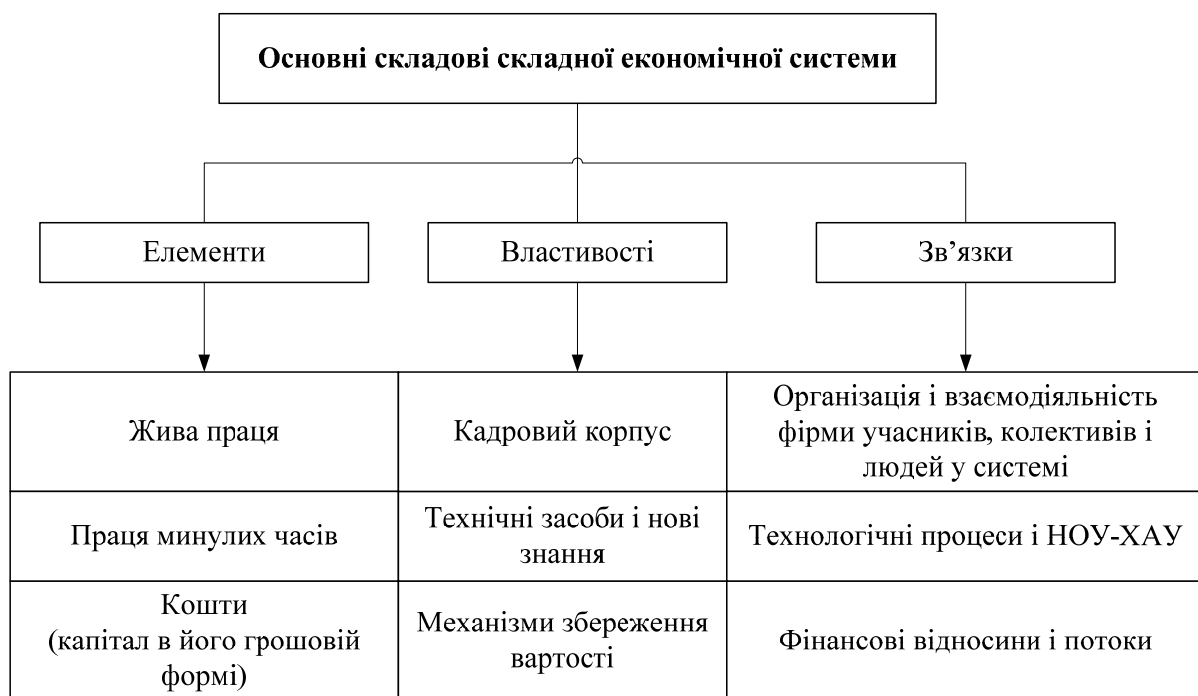 Основні складові складної економічної системи
Елементи
Властивості
Зв’язки
Жива праця
Кадровий корпус
Організація і взаємодіяльність
фірми учасників, колективів і
людей у системі
Праця минулих часів
Технічні засоби і нові
знання
Технологічні процеси і НОУ-ХАУ
Кошти
(капітал в його грошовій
формі)
Механізми збереження
вартості
Фінансові відносини і потоки